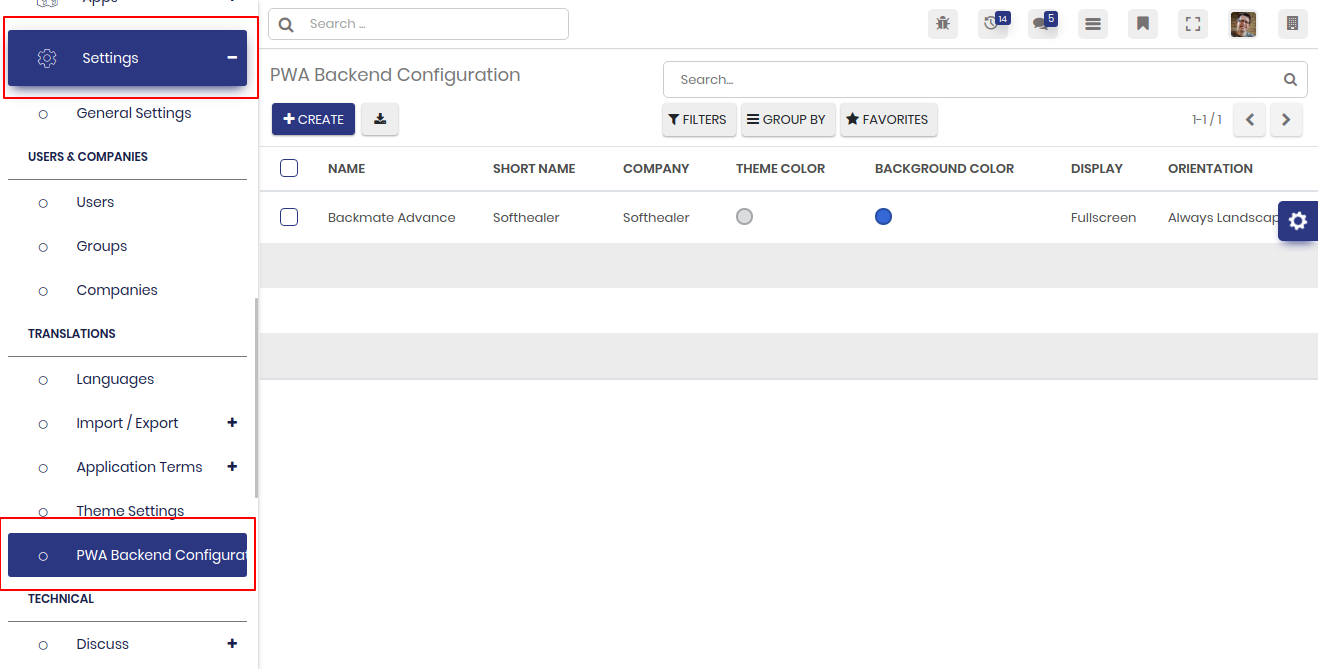 Apps
Search ...
14
5
Settings
General Settings
USERS & COMPANIES
Users
Groups
Companies
TRANSLATIONS
Languages
Import / Export
Application Terms
Theme Settings
PWA Backend Configurat
TECHNICAL
Discuss
PWA Backend Configuration
Search...
CREATE
FILTERS
GROUP BY
FAVORITES
1-1 / 1
NAME SHORT NAME COMPANY THEME COLOR BACKGROUND COLOR DISPLAY ORIENTATION
Backmate Advance Softhealer Softhealer Fullscreen Always Landscap